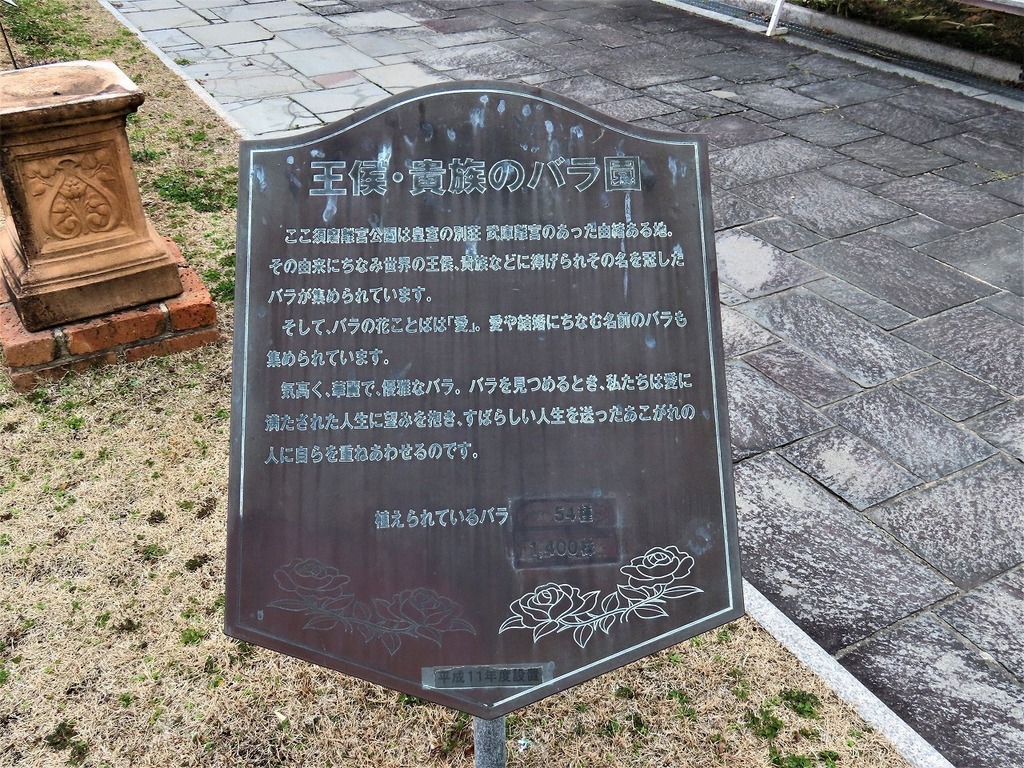 王侯・貴族のバラ園
ここ須磨離宮公園は皇室の別荘 武庫離宮のあった由緒ある地。
その由来にちなみ世界の王侯、貴族などに捧げられその名を冠した
バラが集められています。
そして、バラの花ことばは「愛」。愛や結婚にちなむ名前のバラも
集められています。
気高く、華麗で、優雅なバラ。バラを見つめるとき、私たちは愛に
満たされた人生に望みを抱き、すばらしい人生を送ったあこがれの
人に自らを重ねあわせるのです。
植えられているバラ 54種
1,400株
平成11年度設置